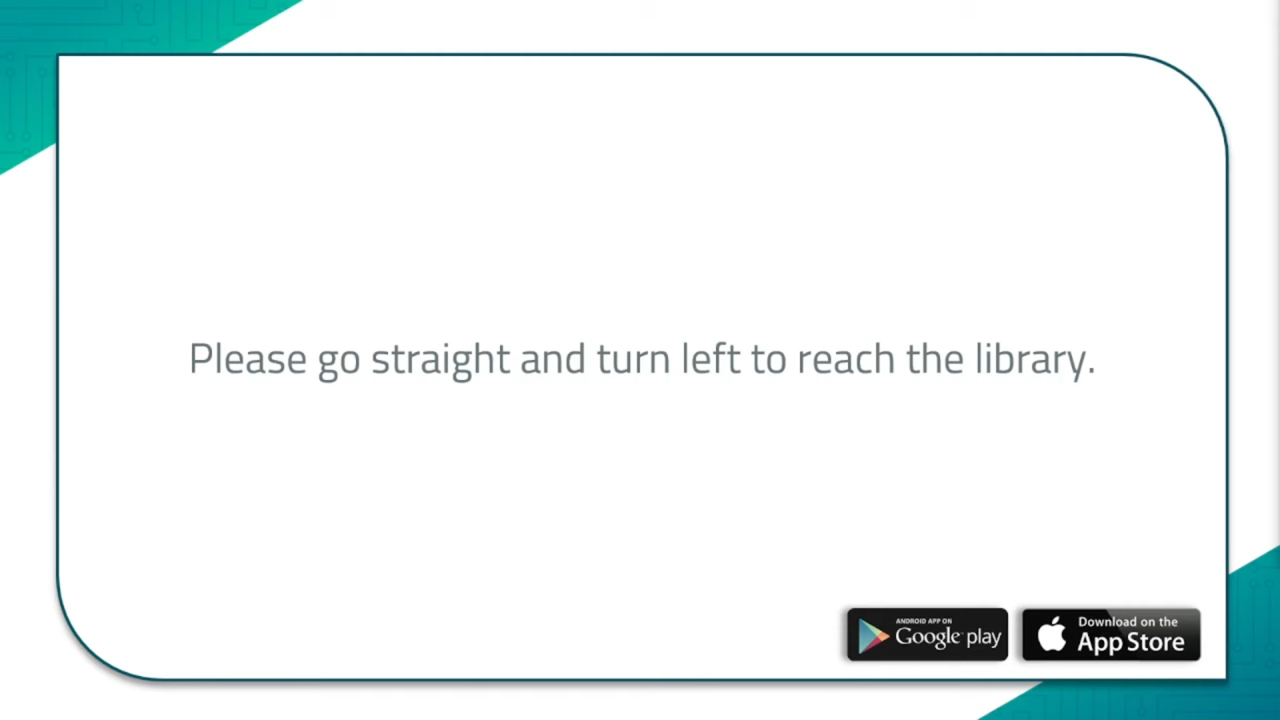 Please go straight and turn left to reach the library.
ANDROID APP ON
Google play
Download on the
App Store